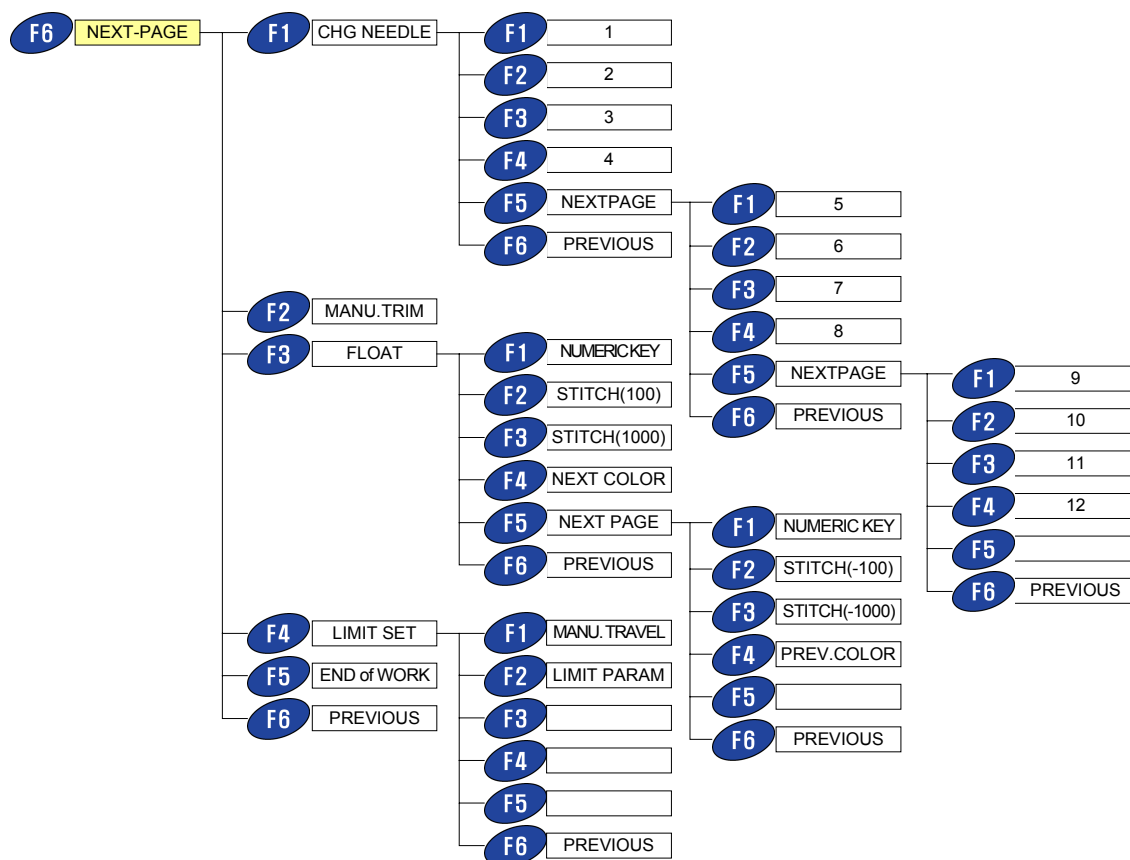 F6 NEXT-PAGE
F1 CHG NEEDLE
F1 1
F2 2
F3 3
F4 4
F5 NEXTPAGE
F6 PREVIOUS
F1 5
F2 6
F3 7
F4 8
F5 NEXTPAGE
F6 PREVIOUS
F1 9
F2 10
F3 11
F4 12
F5
F6 PREVIOUS
F2 MANU.TRIM
F3 FLOAT
F1 NUMERICKEY
F2 STITCH(100)
F3 STITCH(1000)
F4 NEXT COLOR
F5 NEXT PAGE
F6 PREVIOUS
F1 NUMERIC KEY
F2 STITCH(-100)
F3 STITCH(-1000)
F4 PREV.COLOR
F5
F6 PREVIOUS
F4 LIMIT SET
F1 MANU. TRAVEL
F2 LIMIT PARAM
F3
F4
F5
F6 PREVIOUS
F5 END of WORK
F6 PREVIOUS